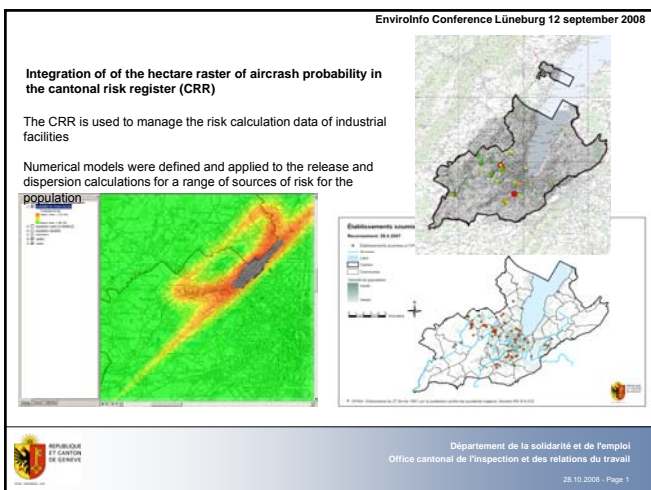 EnviroInfo Conference Lüneburg 12 september 2008
Integration of of the hectare raster of aircrash probability in
the cantonal risk register (CRR)
The CRR is used to manage the risk calculation data of industrial
facilities
Numerical models were defined and applied to the release and
dispersion calculations for a range of sources of risk for the
population
Établissements soumis
Recensement: 28.6.2007
REPUBLIQUE
ET CANTON
DE GENEVE
Département de la solidarité et de l'emploi
Office cantonal de l'inspection et des relations du travail
28.10.2008 - Page 1